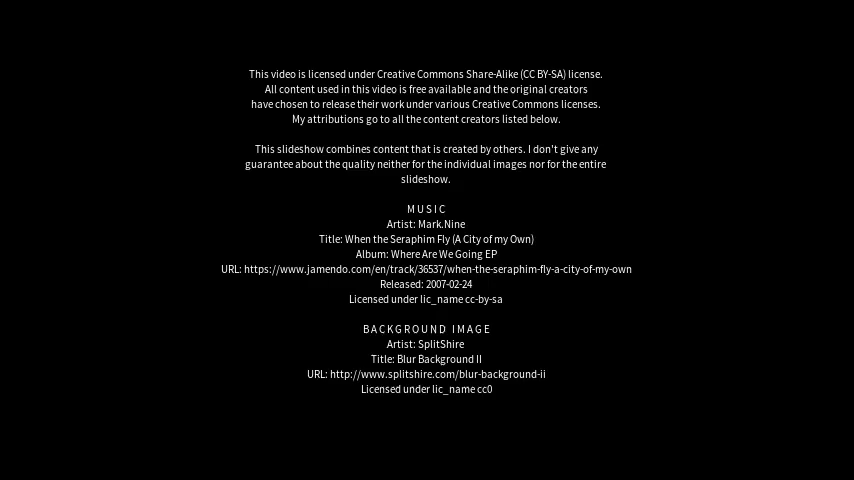 This video is licensed under Creative Commons Share-Alike (CC BY-SA) license.
All content used in this video is free available and the original creators
have chosen to release their work under various Creative Commons licenses.
My attributions go to all the content creators listed below.
This slideshow combines content that is created by others. I don't give any
guarantee about the quality neither for the individual images nor for the entire
slideshow.
MUSIC
Artist: Mark.Nine
Title: When the Seraphim Fly (A City of my Own)
Album: Where Are We Going EP
URL: https://www.jamendo.com/en/track/36537/when-the-seraphim-fly-a-city-of-my-own
Released: 2007-02-24
Licensed under lic_name cc-by-sa
BACKGROUND IMAGE
Artist: SplitShire
Title: Blur Background II
URL: http://www.splitshire.com/blur-background-ii
Licensed under lic_name cc0